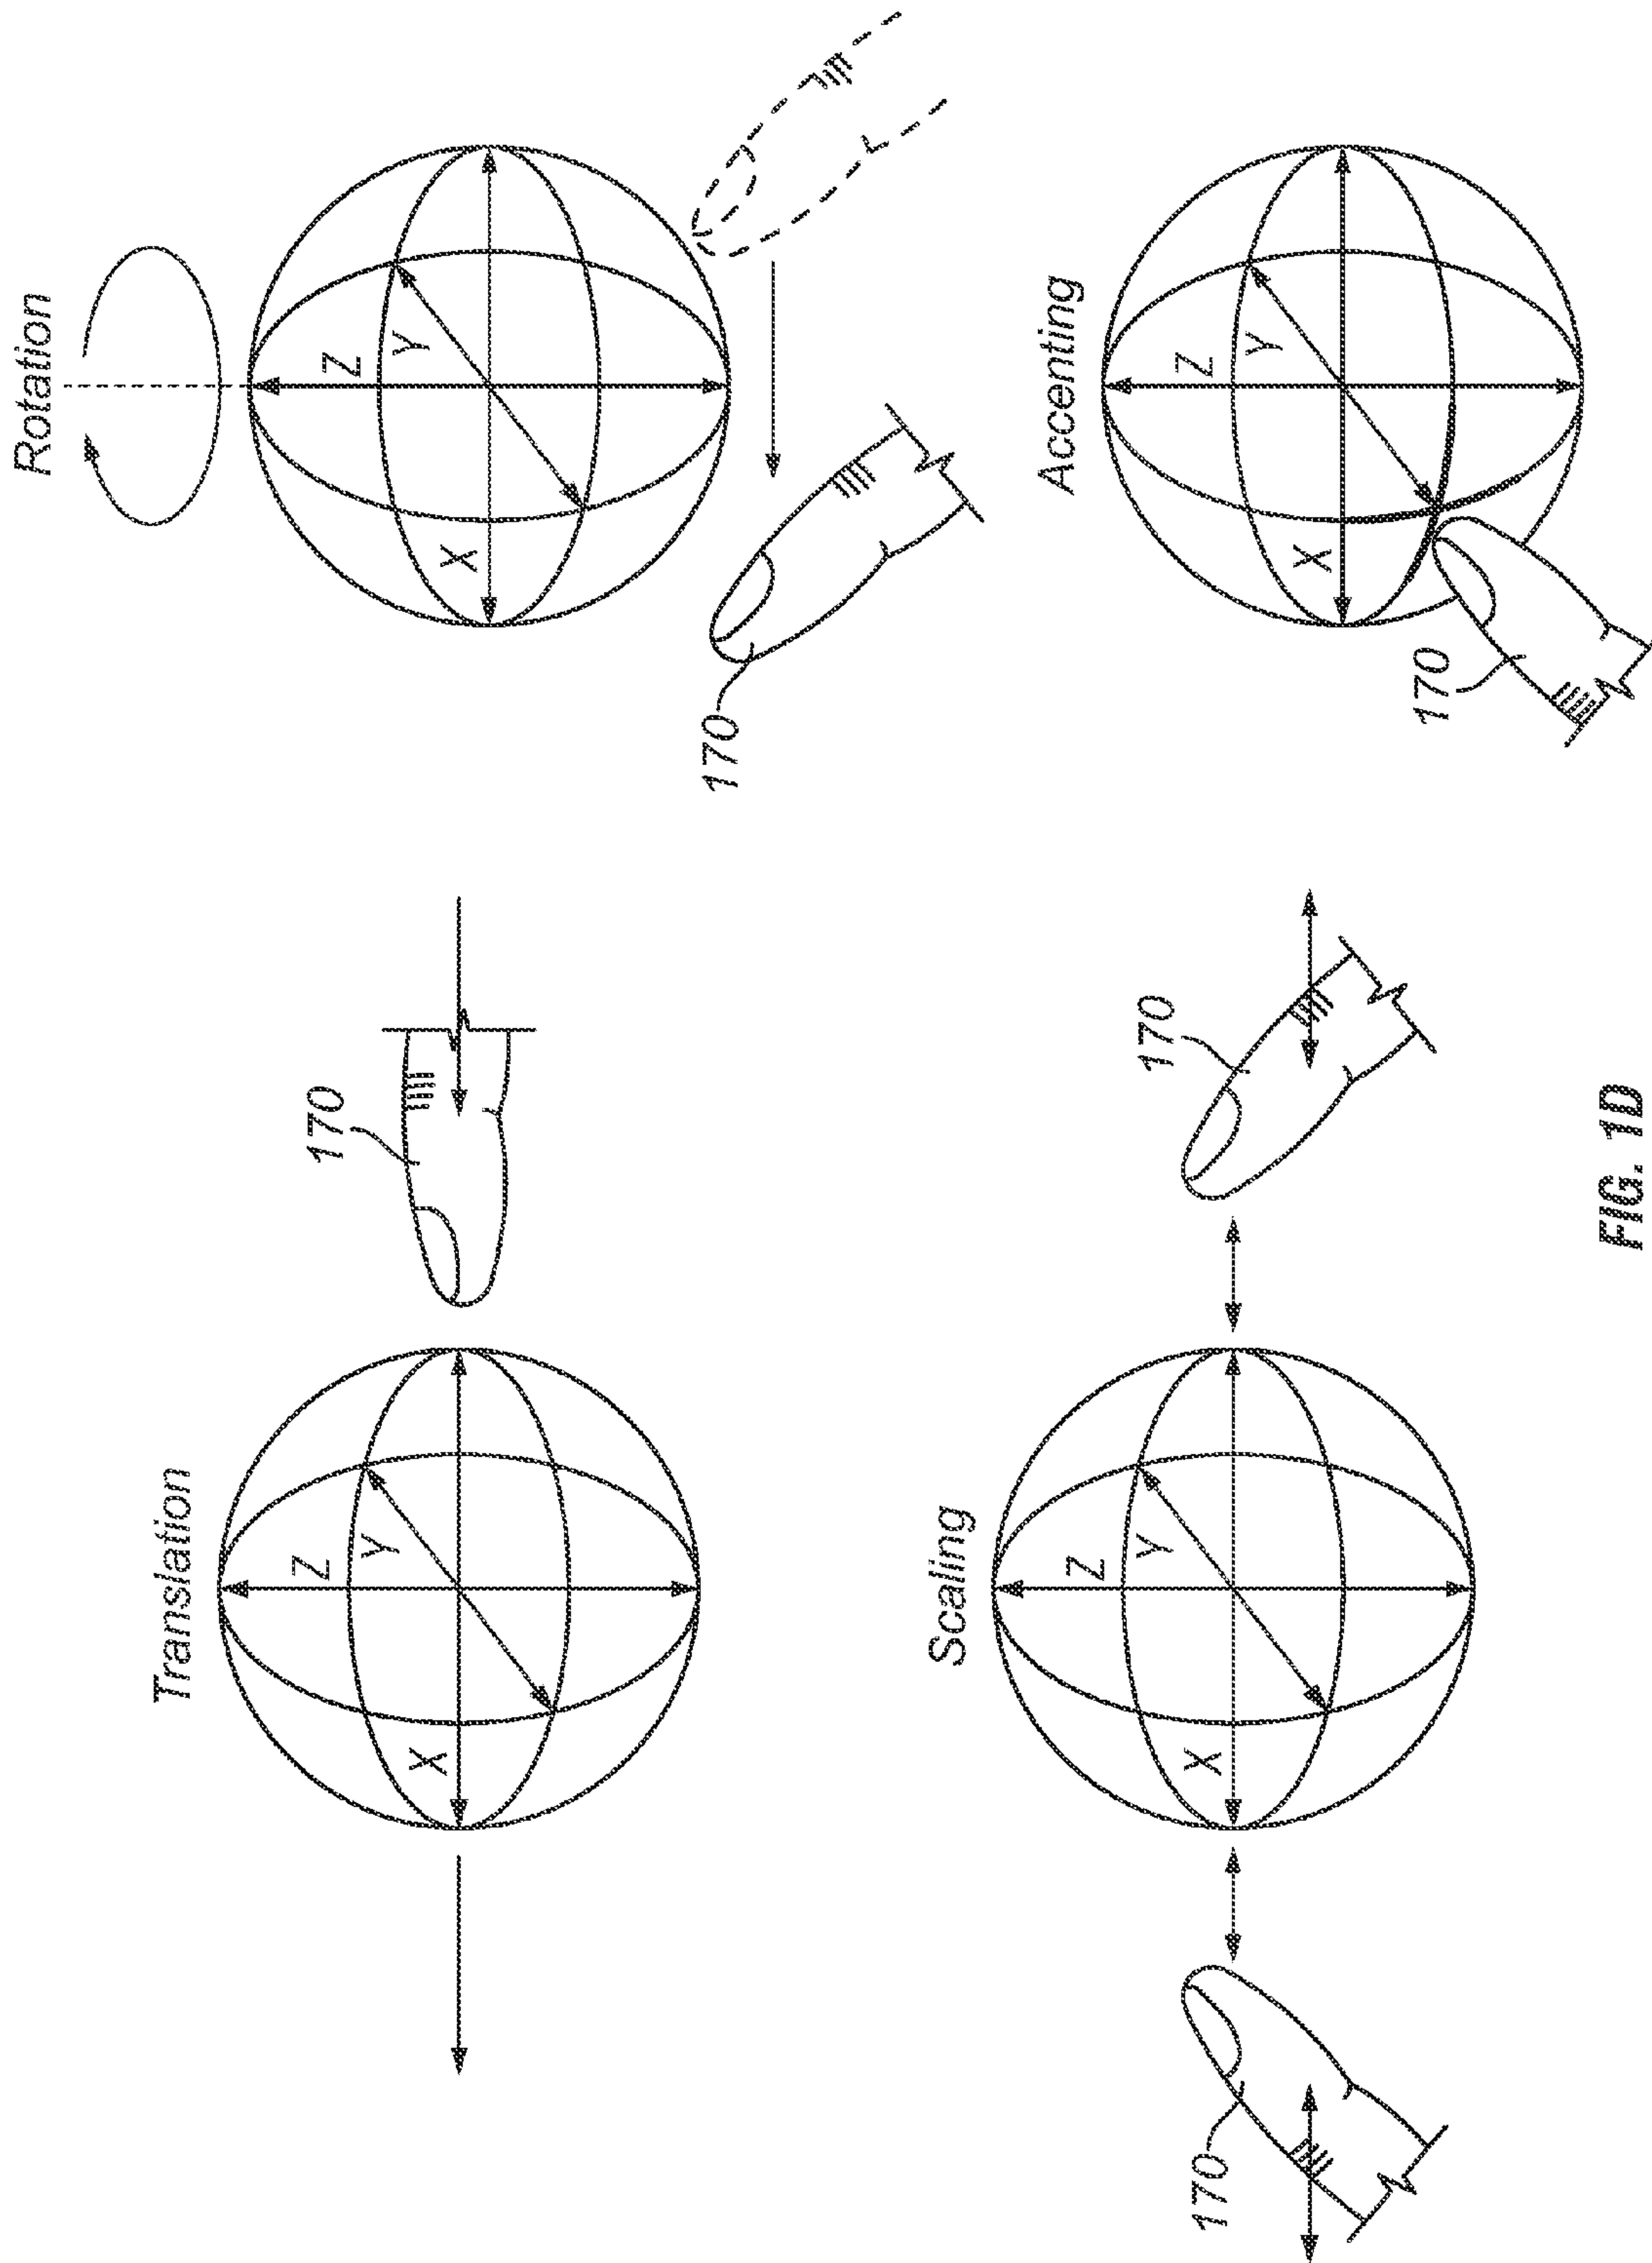 Translation
Z
Y
X
170
Rotation
Z
Y
X
170
Scaling
Z
Y
X
170
170
Accenting
Z
Y
X
170
FIG. 1D